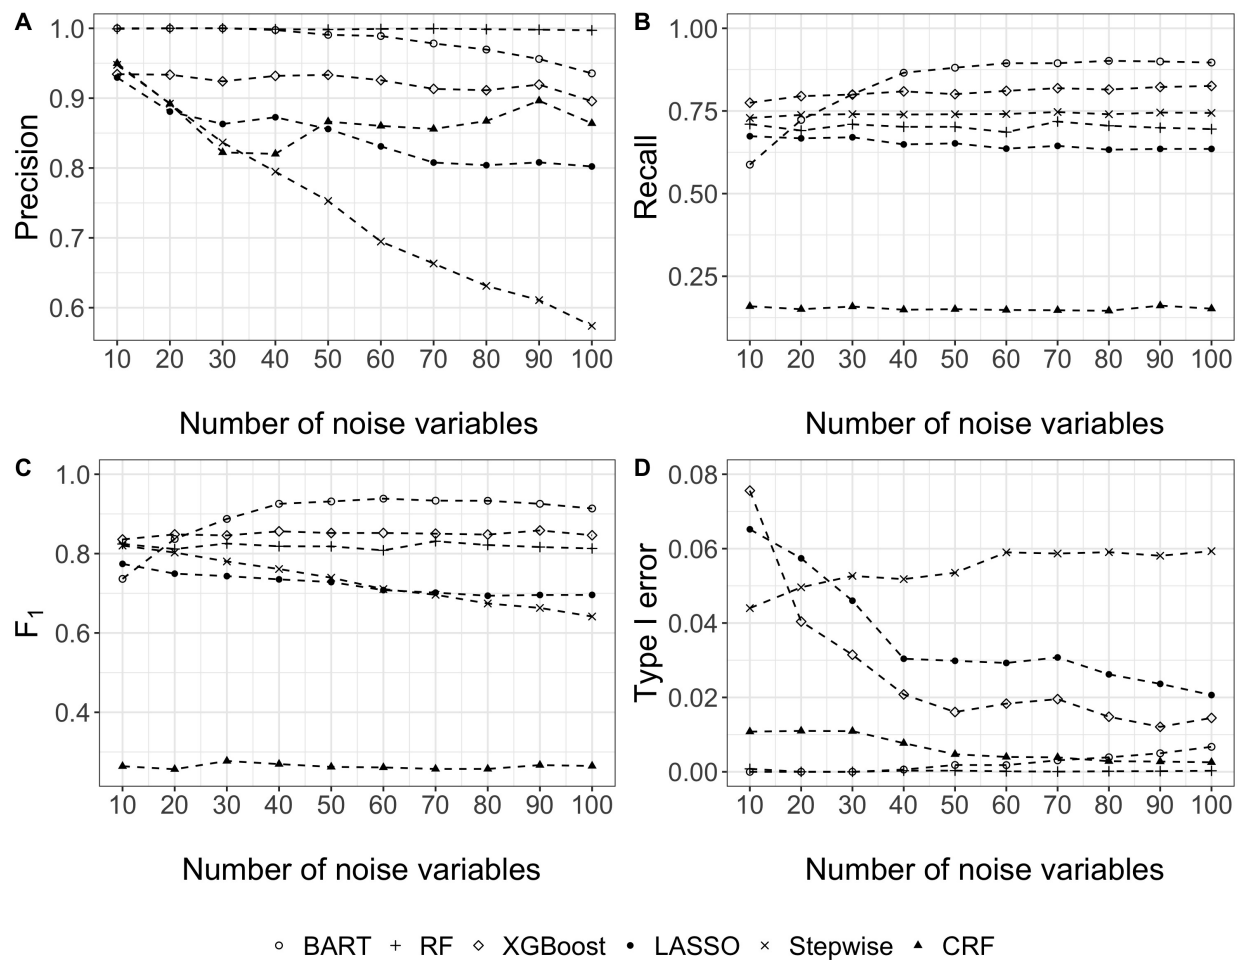 A
Precision
1.0
0.9
0.8
0.7
0.6
10 20 30 40 50 60 70 80 90 100
Number of noise variables
B
Recall
1.00
0.75
0.50
0.25
10 20 30 40 50 60 70 80 90 100
Number of noise variables
C
F1
1.0
0.8
0.6
0.4
10 20 30 40 50 60 70 80 90 100
Number of noise variables
D
Type I error
0.08
0.06
0.04
0.02
0.00
10 20 30 40 50 60 70 80 90 100
Number of noise variables
BART RF XGBoost LASSO Stepwise CRF